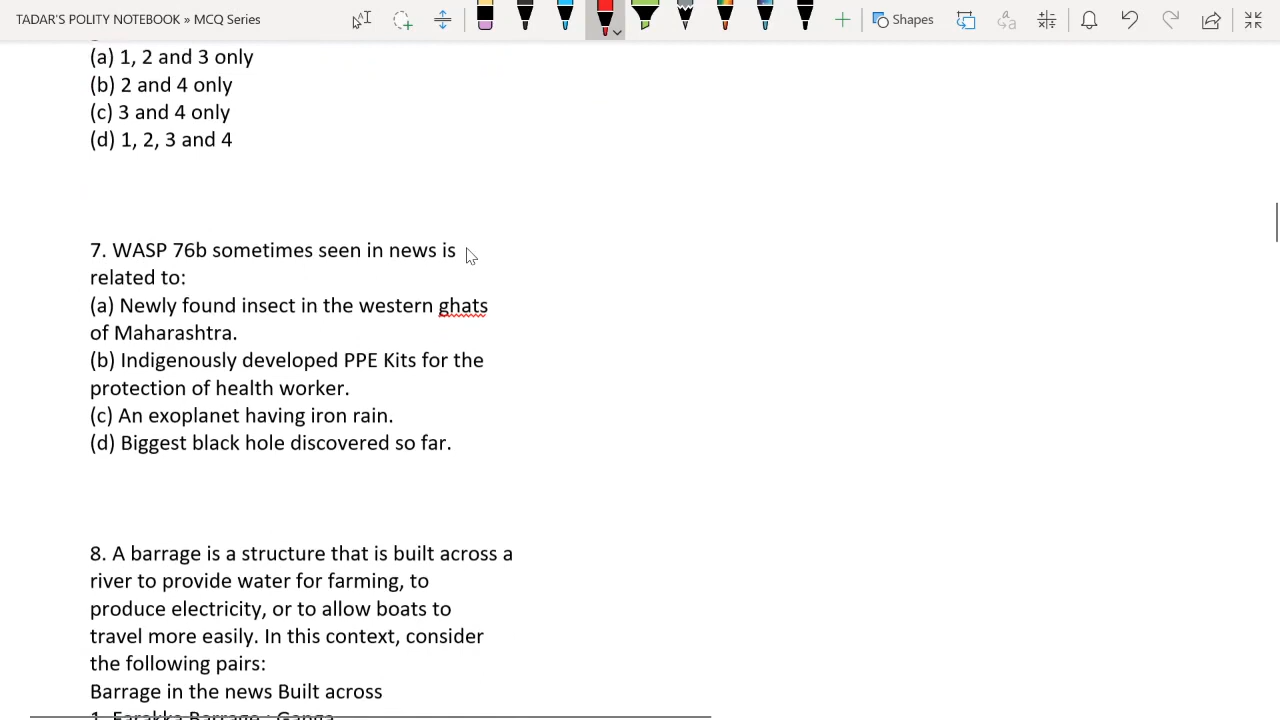 TADAR'S POLITY NOTEBOOK » MCQ Series
Shapes
(a) 1, 2 and 3 only
(b) 2 and 4 only
(c) 3 and 4 only
(d) 1, 2, 3 and 4
7. WASP 76b sometimes seen in news is
related to:
(a) Newly found insect in the western ghats
of Maharashtra.
(b) Indigenously developed PPE Kits for the
protection of health worker.
(c) An exoplanet having iron rain.
(d) Biggest black hole discovered so far.
8. A barrage is a structure that is built across a
river to provide water for farming, to
produce electricity, or to allow boats to
travel more easily. In this context, consider
the following pairs:
Barrage in the news Built across
1. Farakka Barrage : Ganga